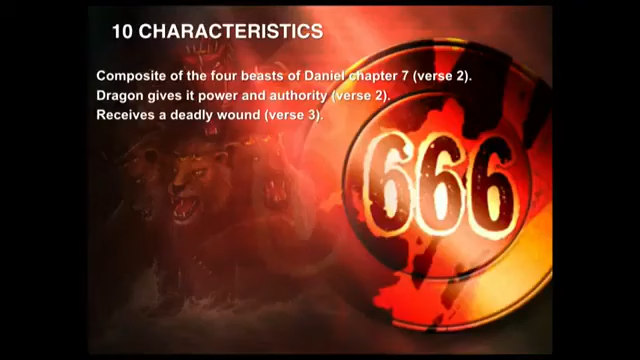 10 CHARACTERISTICS
Composite of the four beasts of Daniel chapter 7 (verse 2).
Dragon gives it power and authority (verse 2).
Receives a deadly wound (verse 3).
666